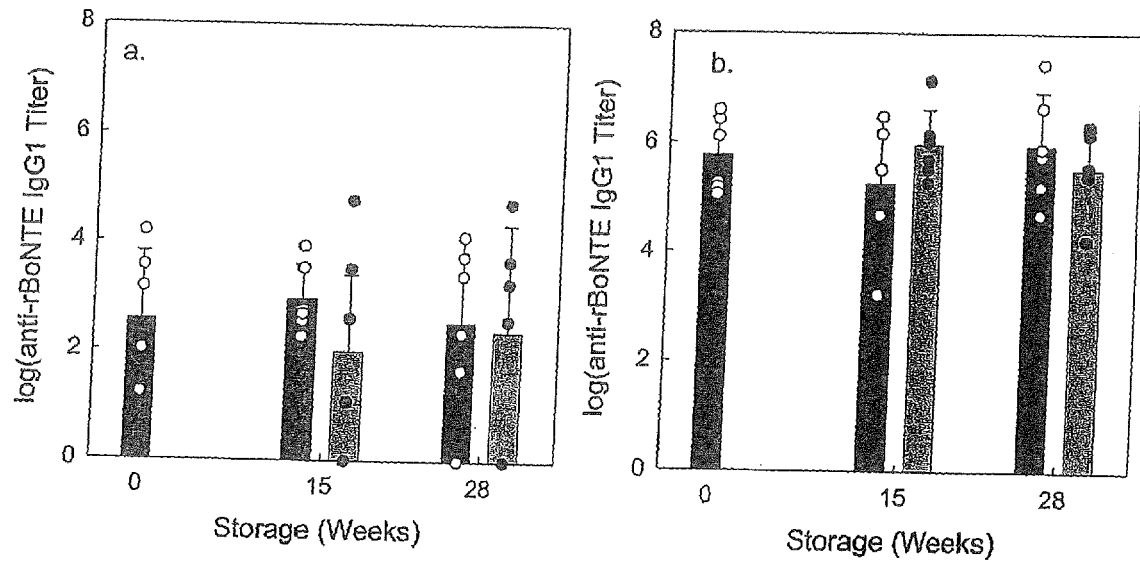 a.
log(anti-rBoNTE IgG1 Titer)
8
6
4
2
0
0
15
28
Storage (Weeks)
b.
log(anti-rBoNTE IgG1 Titer)
8
6
4
2
0
0
15
28
Storage (Weeks)